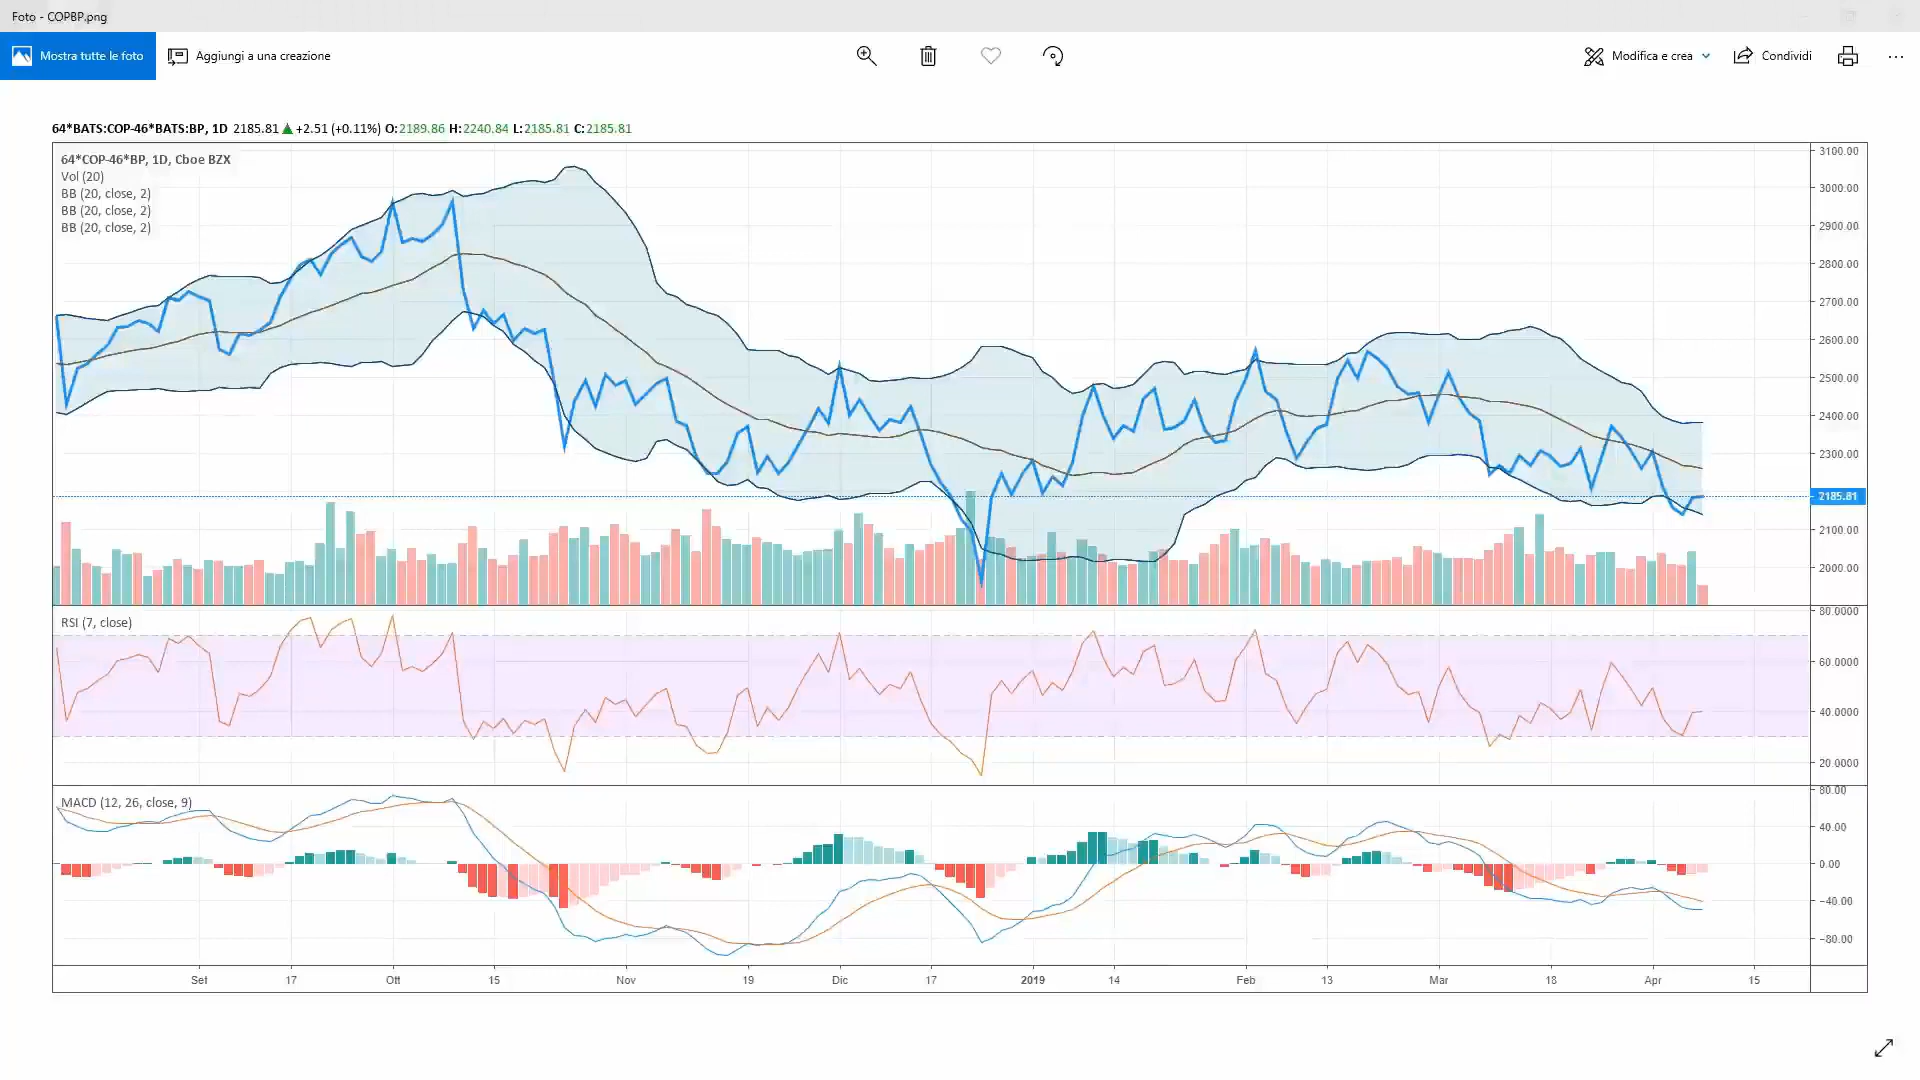 Foto - COPBP.png
Mostra tutte le foto
Aggiungi a una creazione
Modifica e crea
Condividi
64*BATS:COP-46*BATS:BP, 1D 2185.81 ▲ +2.51 (+0.11%) O:2189.86 H:2240.84 L:2185.81 C:2185.81
64*COP-46*BP, 1D, Cboe BZX
Vol (20)
BB (20, close, 2)
BB (20, close, 2)
BB (20, close, 2)
3100.00
3000.00
2900.00
2800.00
2700.00
2600.00
2500.00
2400.00
2300.00
2185.81
2100.00
2000.00
RSI (7, close)
80.0000
60.0000
40.0000
20.0000
MACD (12, 26, close, 9)
80.00
40.00
0.00
−40.00
−80.00
Set 17 Ott 15 Nov 19 Dic 17 2019 14 Feb 13 Mar 18 Apr 15